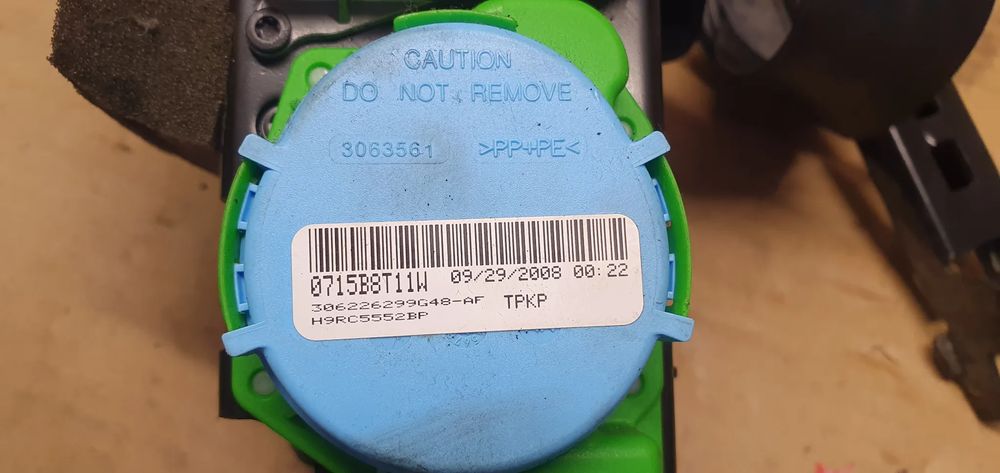 CAUTION
DO NOT REMOVE
3063561 >PP+PE<
0715B8T11W 09/29/2008 00:22
306226299G48-AF TPKP
H9RC5552BP